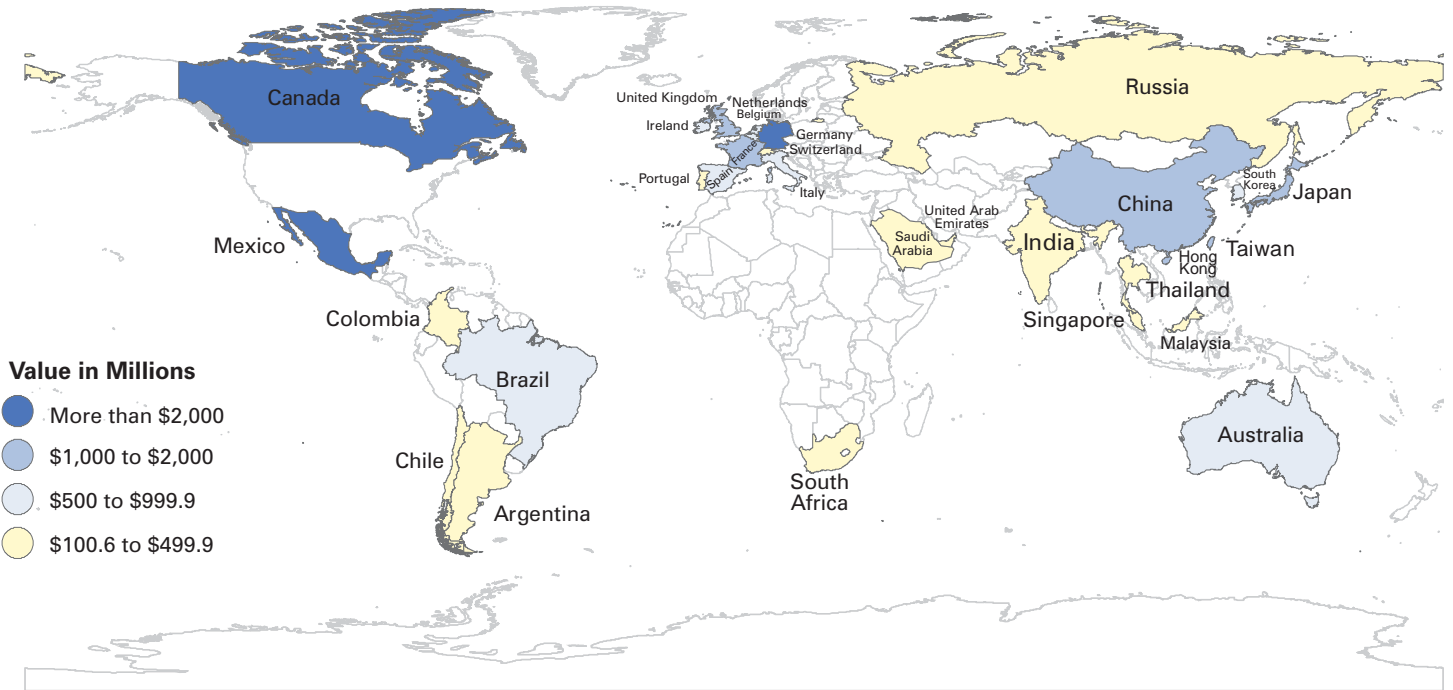 Canada
Russia
United Kingdom
Netherlands
Belgium
Ireland
Germany
Switzerland
France
Spain
Portugal
Italy
South
Korea
Japan
China
Mexico
United Arab
Emirates
Saudi
Arabia
India
Taiwan
Hong
Kong
Thailand
Colombia
Singapore
Malaysia
Brazil
Value in Millions
More than $2,000
$1,000 to $2,000
$500 to $999.9
$100.6 to $499.9
Australia
Chile
South
Africa
Argentina